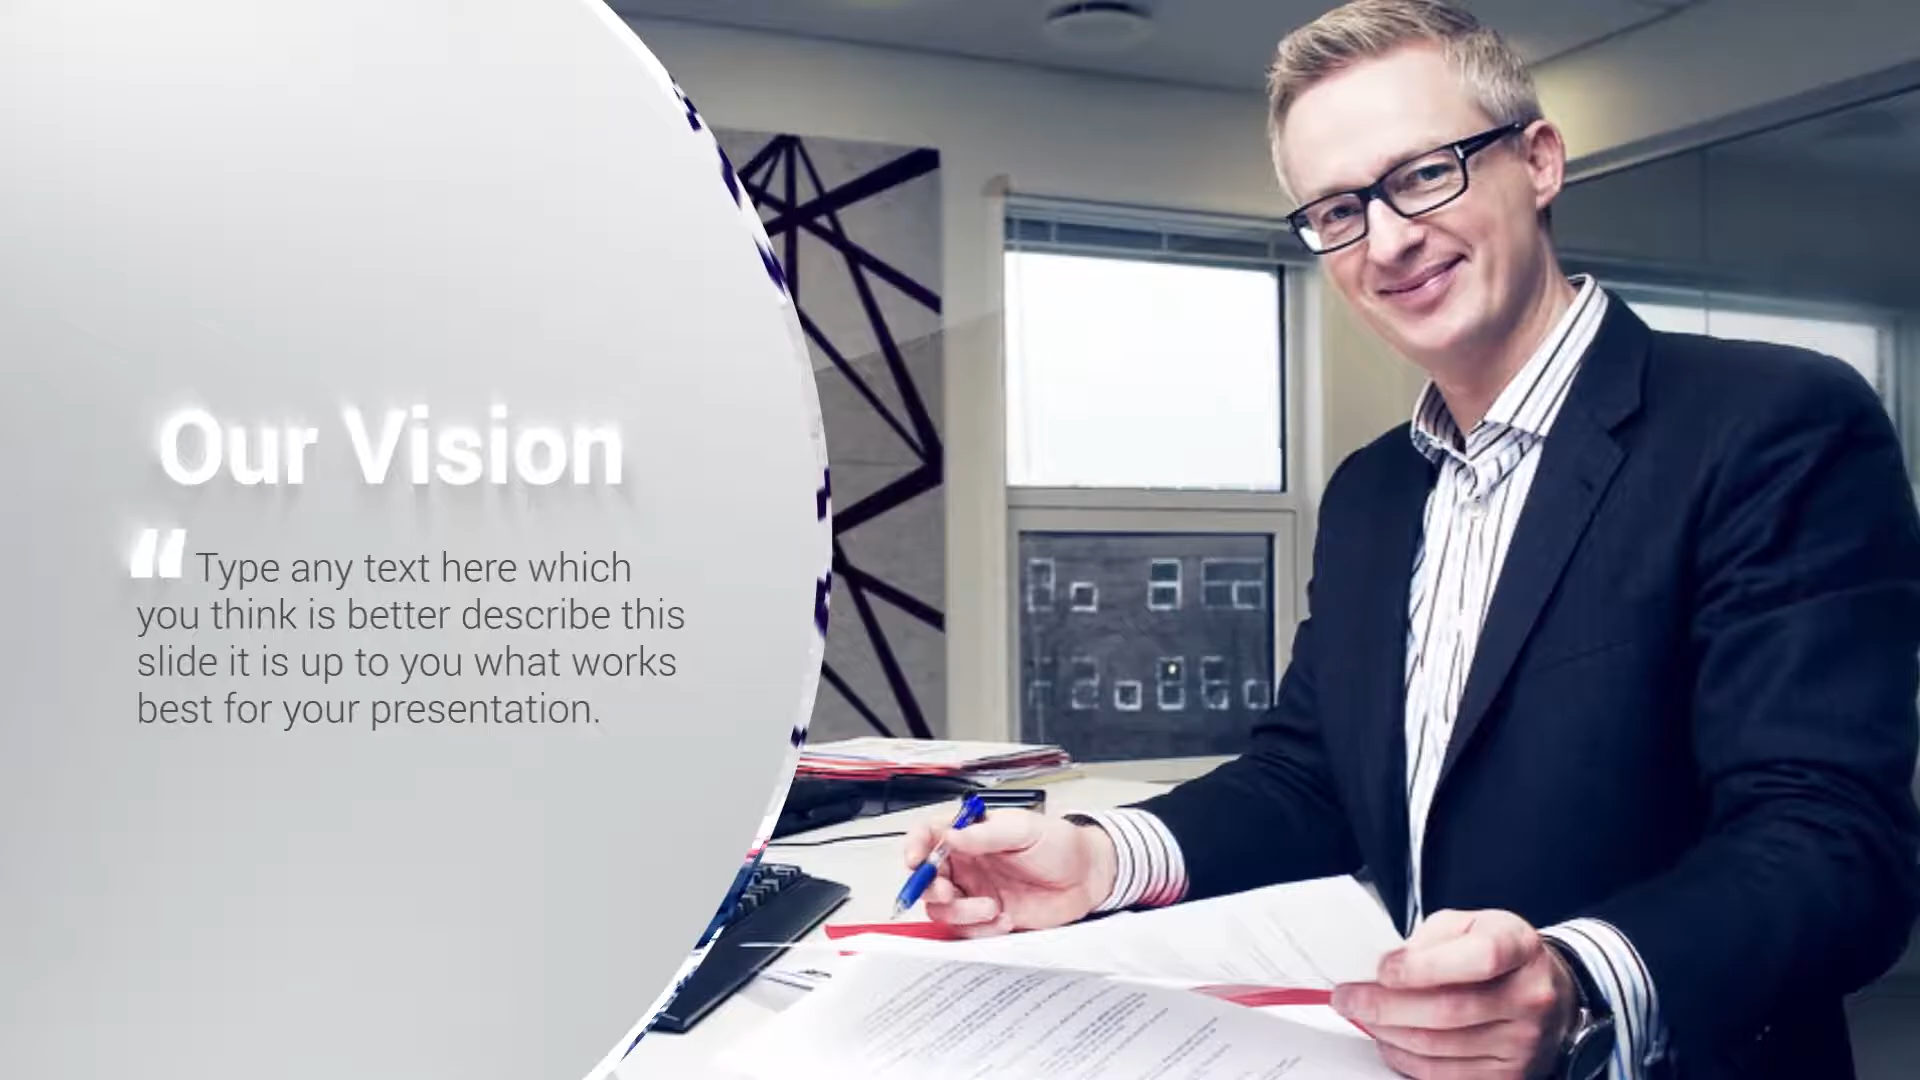 Our Vision
“ Type any text here which
you think is better describe this
slide it is up to you what works
best for your presentation.